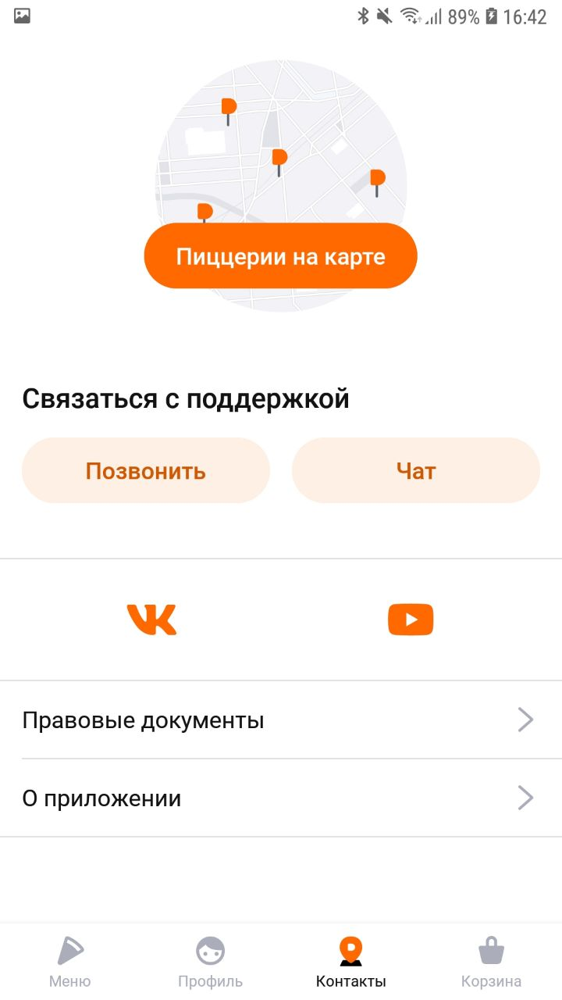 89% 16:42
Пиццерии на карте
Связаться с поддержкой
Позвонить Чат
Правовые документы
О приложении
Меню Профиль Контакты Корзина